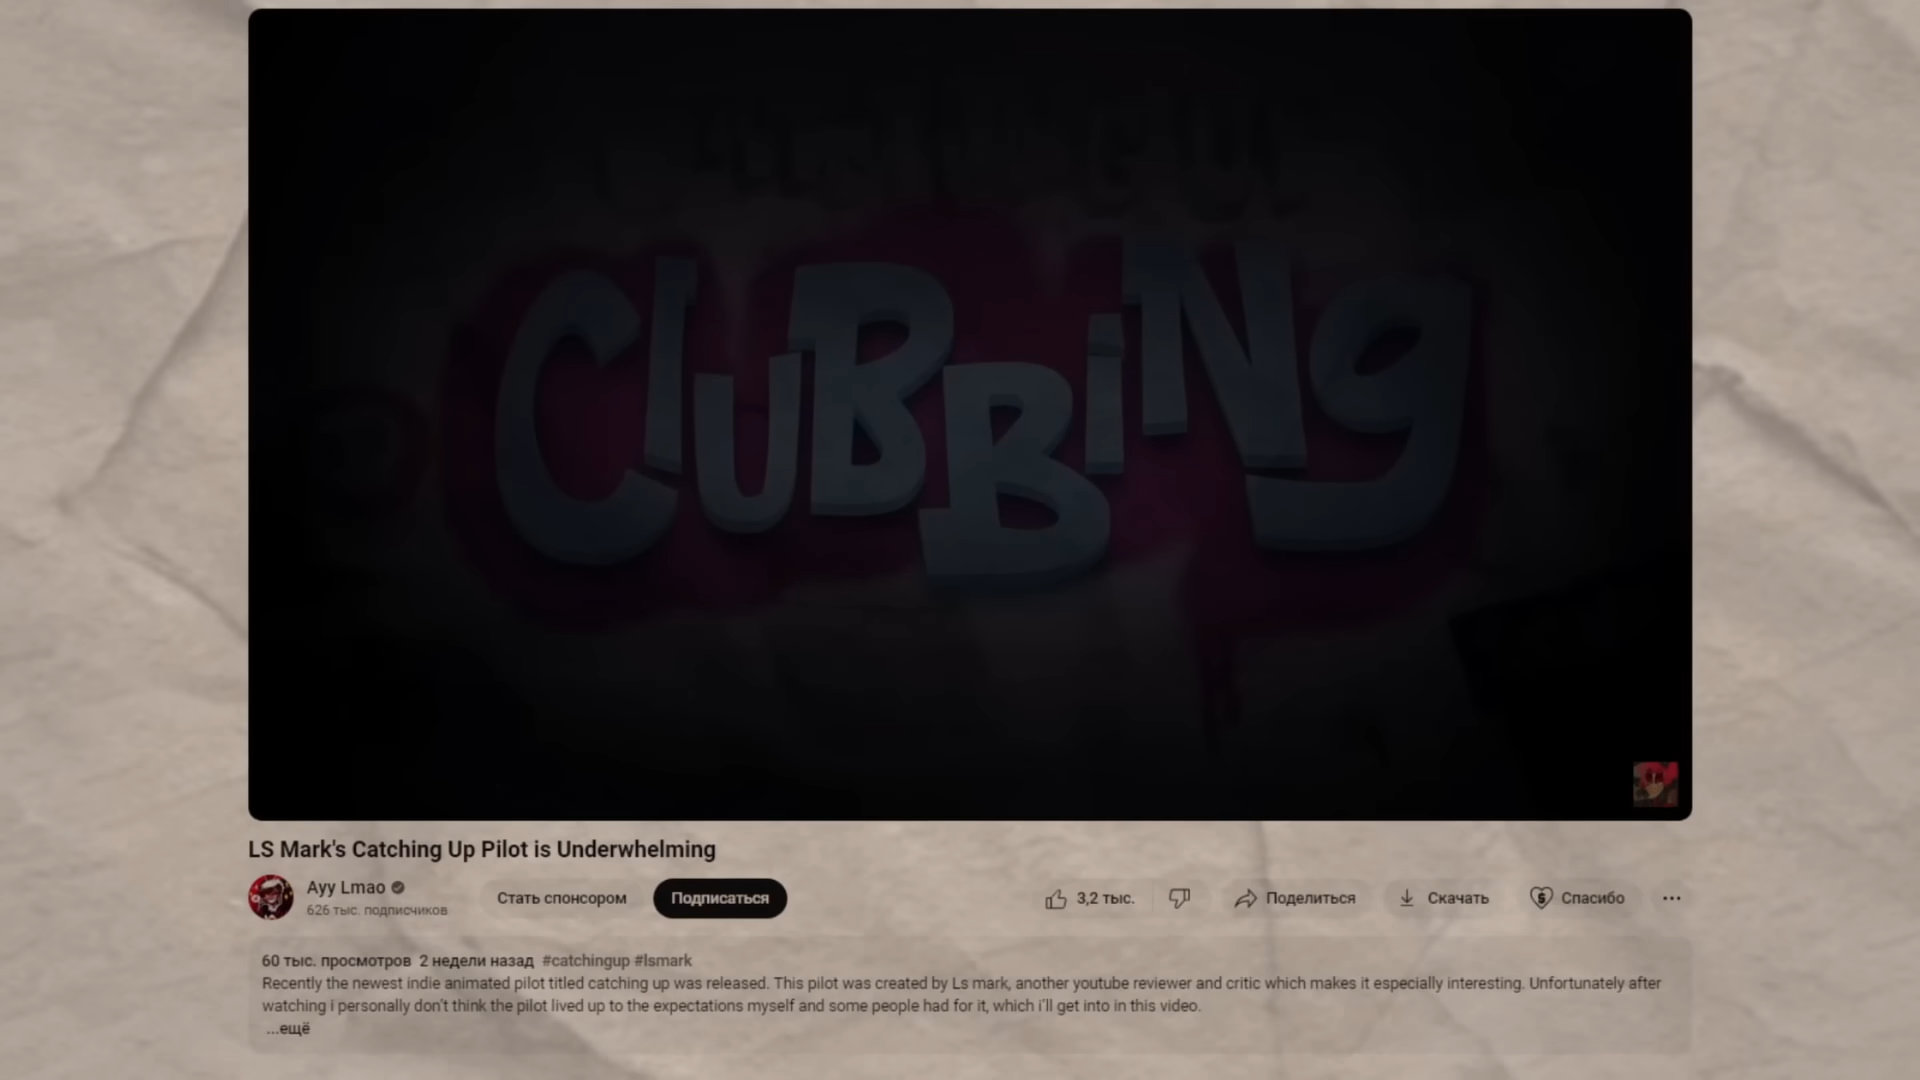 ClUBBiNg
LS Mark's Catching Up Pilot is Underwhelming
Ayy Lmao
626 тыс. подписчиков
Стать спонсором
Подписаться
3,2 тыс.
Поделиться
Скачать
Спасибо
60 тыс. просмотров 2 недели назад #catchingup #lsmark
Recently the newest indie animated pilot titled catching up was released. This pilot was created by Ls mark, another youtube reviewer and critic which makes it especially interesting. Unfortunately after
watching i personally don't think the pilot lived up to the expectations myself and some people had for it, which i'll get into in this video.
...ещё